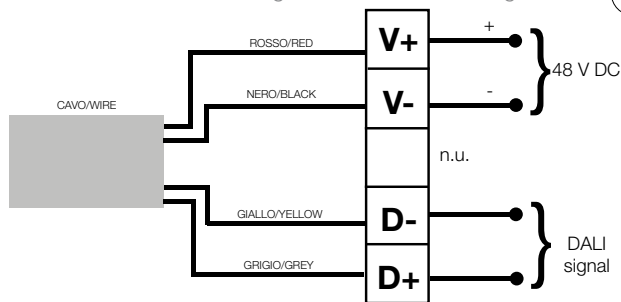 ROSSO/RED
V+
+
48 V DC
NERO/BLACK
V-
-
CAVO/WIRE
n.u.
GIALLO/YELLOW
D-
DALI
signal
GRIGIO/GREY
D+